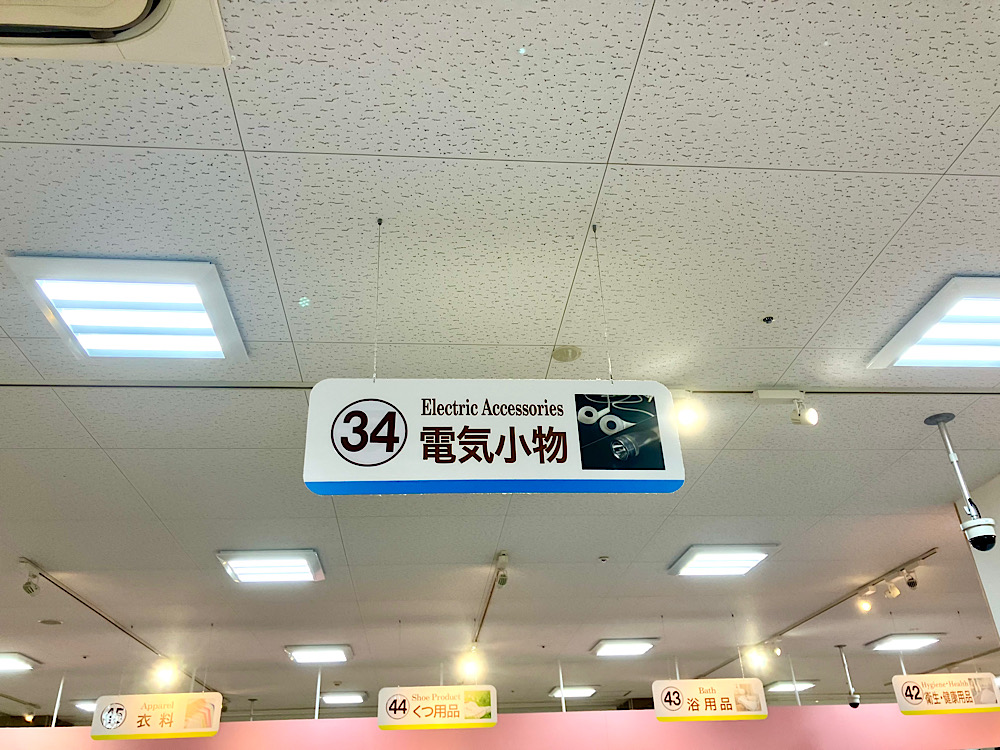 34
Electric Accessories
電気小物
45
Apparel
衣料
44
Shoe Product
くつ用品
43
Bath
浴用品
42
Hygiene・Health
衛生・健康用品